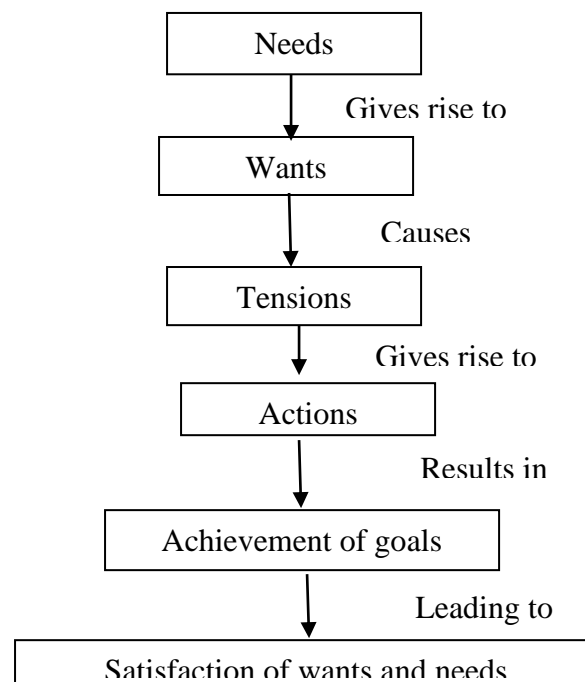 Needs
Gives rise to
Wants
Causes
Tensions
Gives rise to
Actions
Results in
Achievement of goals
Leading to
Satisfaction of wants and needs